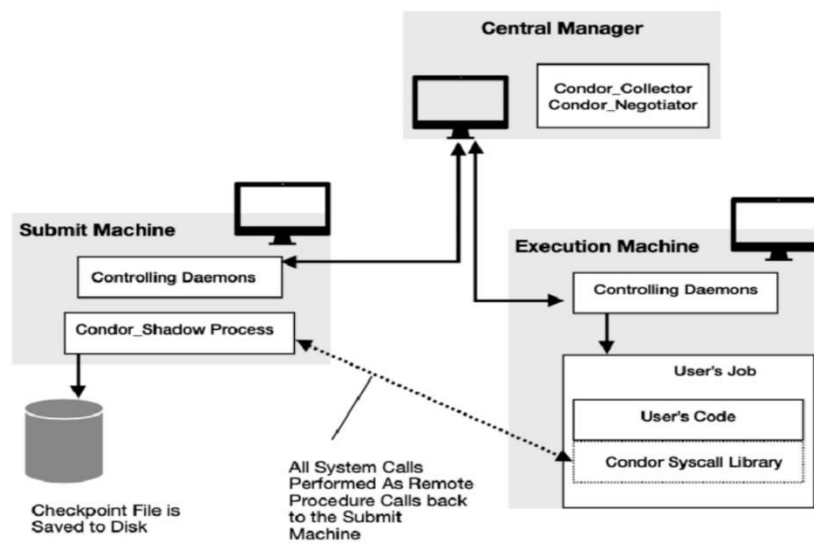 Central Manager
Condor_Collector
Condor_Negotiator
Submit Machine
Controlling Daemons
Condor_Shadow Process
Execution Machine
Controlling Daemons
User's Job
User's Code
Condor Syscall Library
All System Calls
Performed As Remote
Procedure Calls back
to the Submit
Machine
Checkpoint File is
Saved to Disk